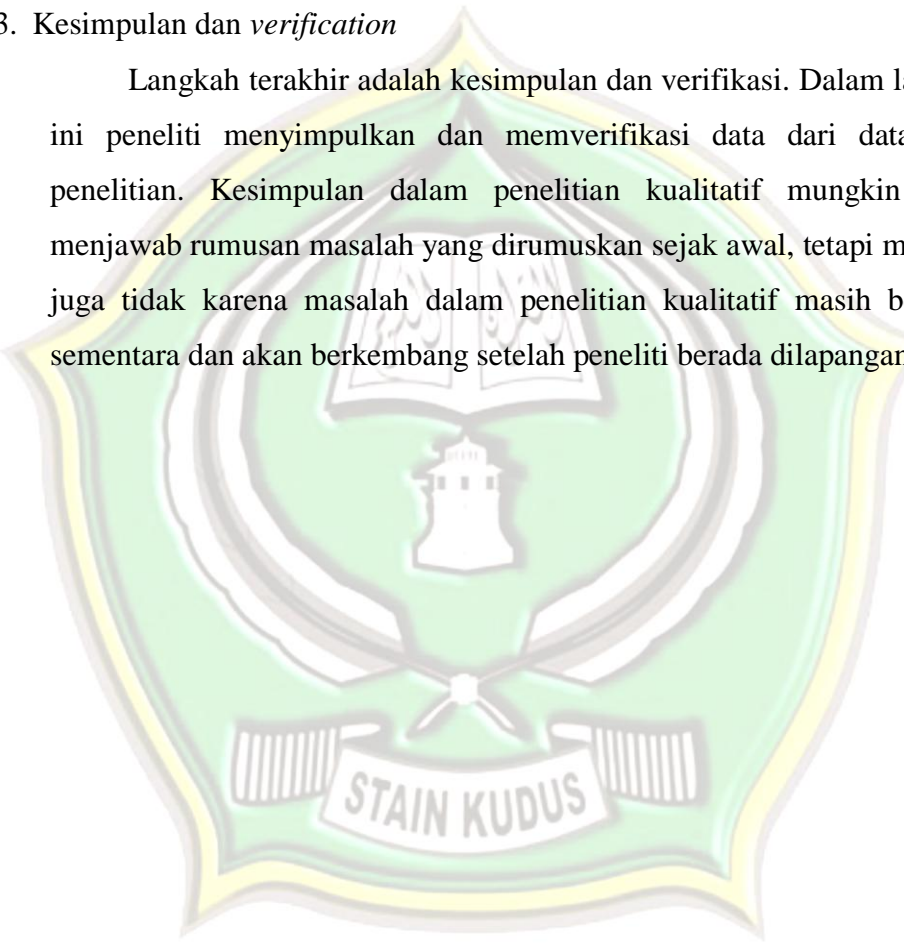 3. Kesimpulan dan verification
Langkah terakhir adalah kesimpulan dan verifikasi. Dalam
ini peneliti menyimpulkan dan memverifikasi data dari data
penelitian. Kesimpulan dalam penelitian kualitatif mungkin
menjawab rumusan masalah yang dirumuskan sejak awal, tetapi
juga tidak karena masalah dalam penelitian kualitatif masih
sementara dan akan berkembang setelah peneliti berada dilapangan
STAIN KUDUS